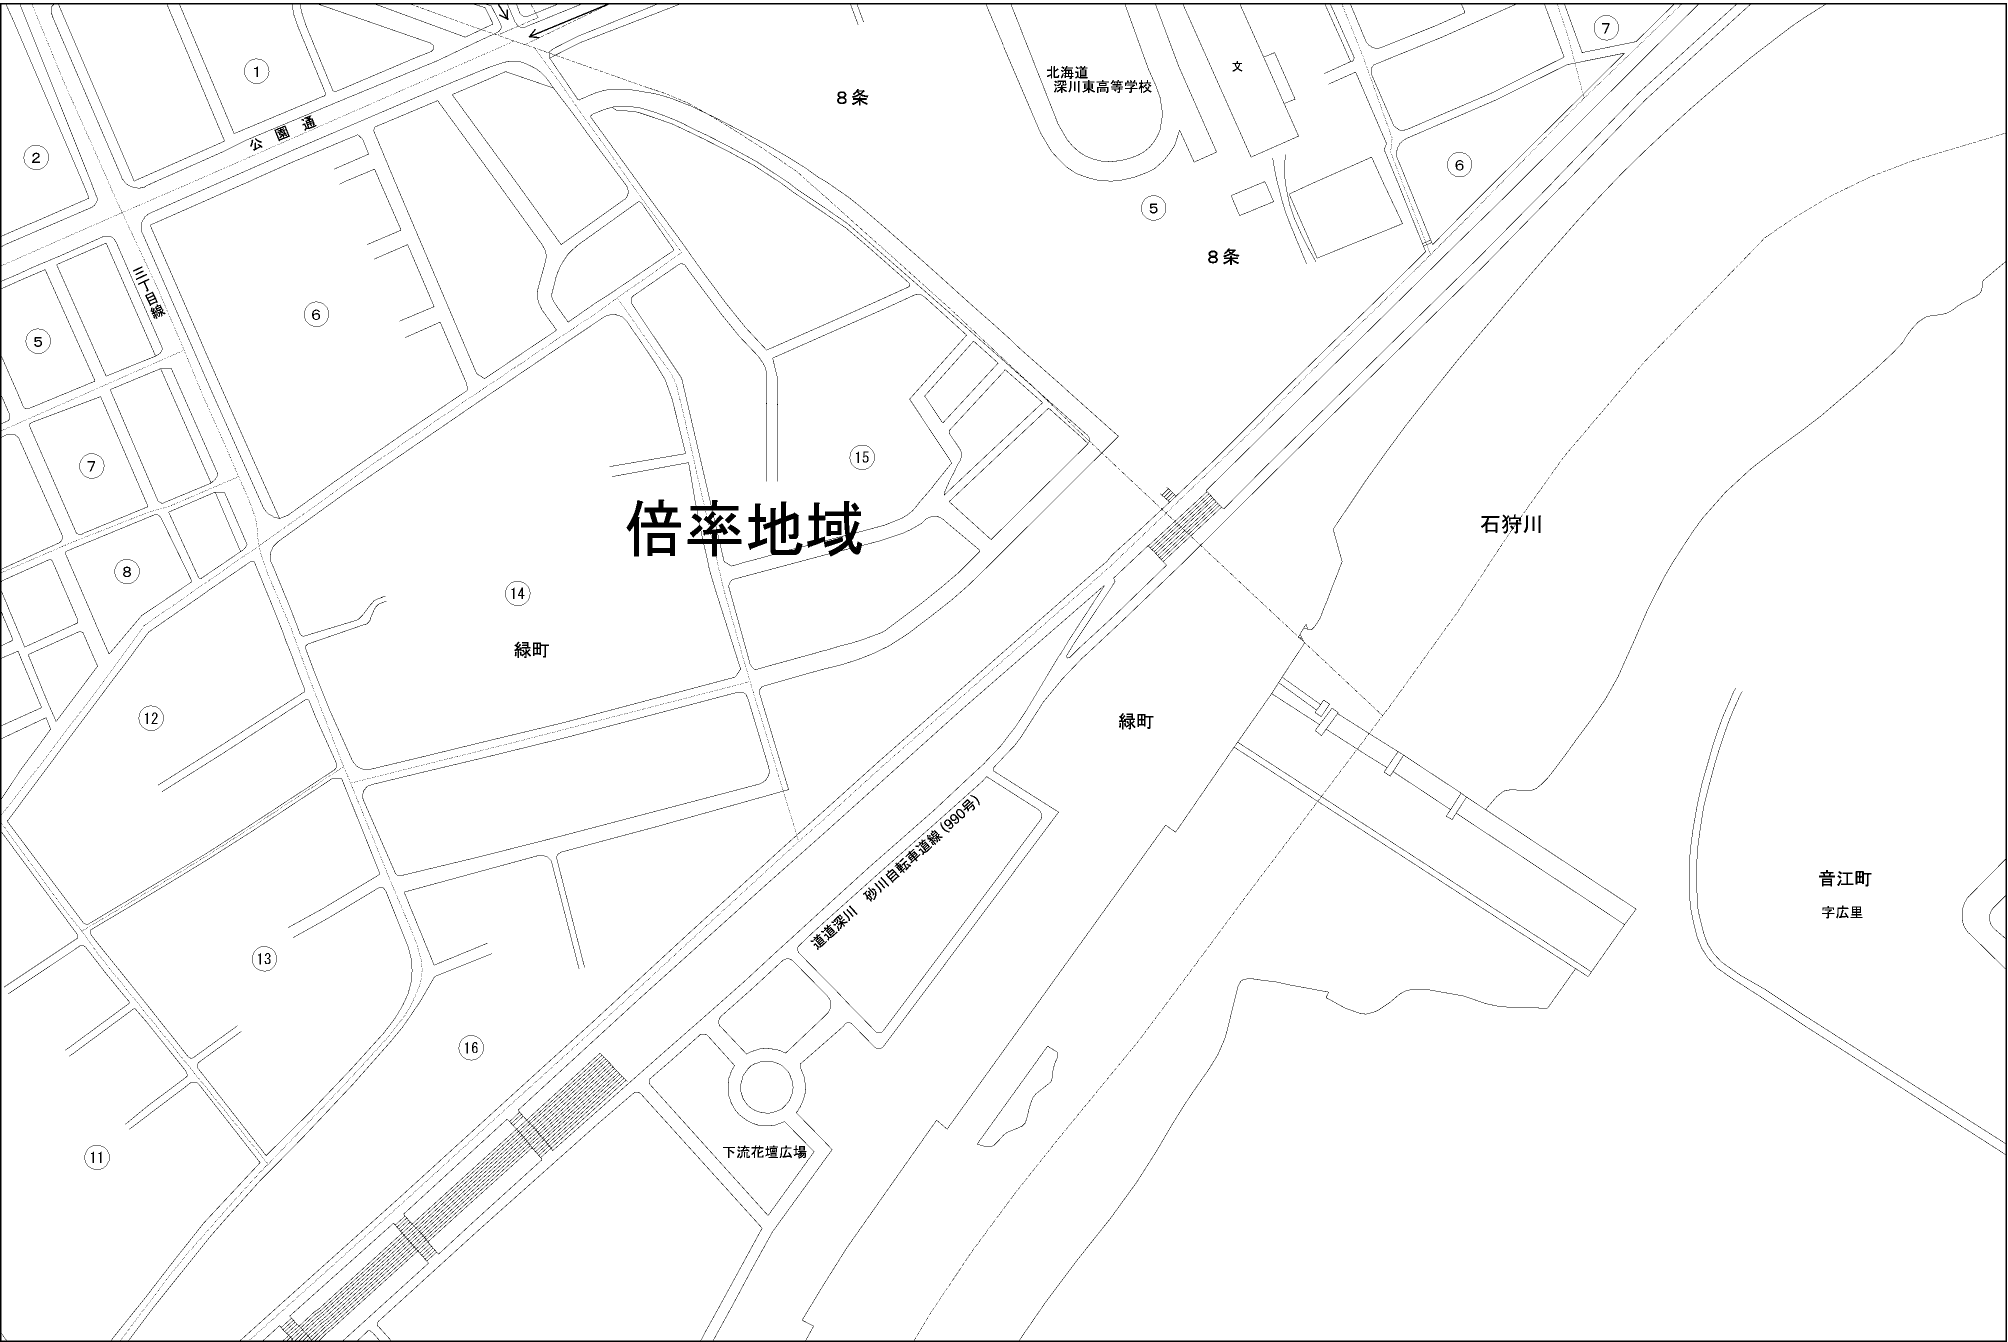 7
文
北海道
深川東高等学校
1
8条
公園通
2
6
5
8条
三丁目線
6
5
15
7
倍率地域
石狩川
8
14
緑町
12
緑町
道道深川 砂川自転車道線(990号)
音江町
字広里
13
16
下流花壇広場
11